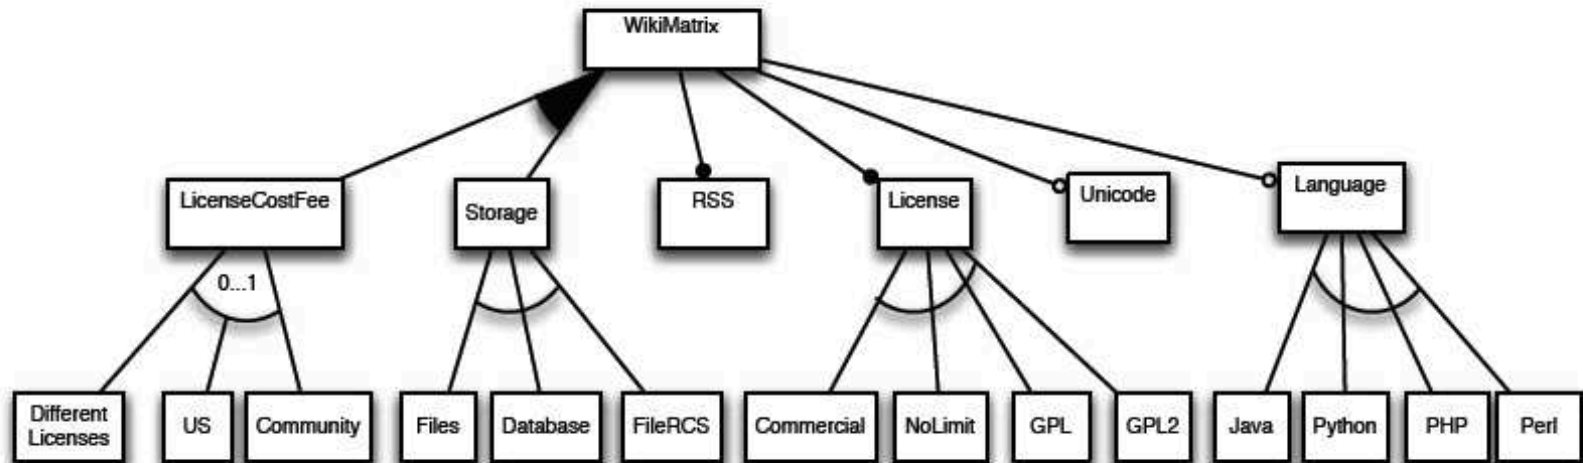 WikiMatrix
LicenseCostFee
Storage
RSS
License
Unicode
Language
0...1
Different
Licenses
US
Community
Files
Database
FileRCS
Commercial
NoLimit
GPL
GPL2
Java
Python
PHP
Perl